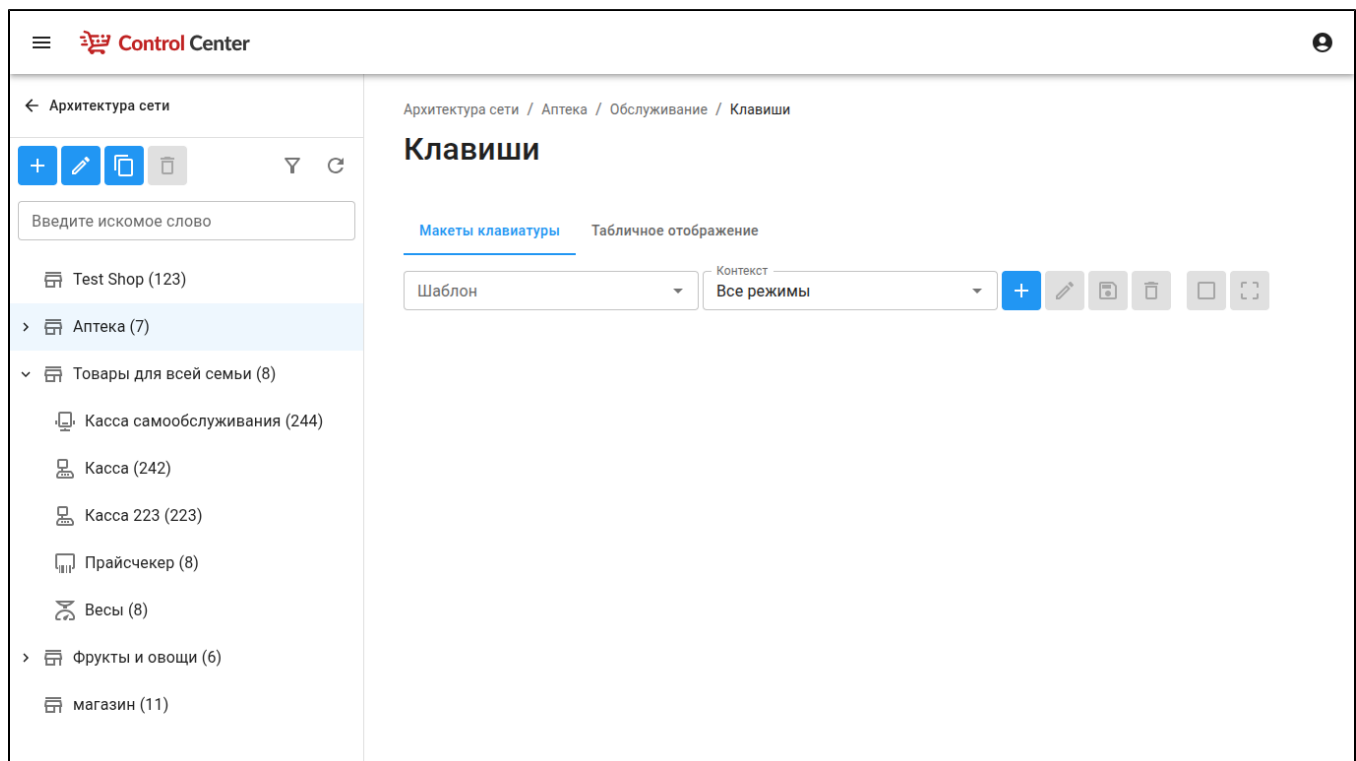 Control Center
Архитектура сети
Введите искомое слово
Test Shop (123)
Аптека (7)
Товары для всей семьи (8)
Касса самообслуживания (244)
Касса (242)
Касса 223 (223)
Прайсчекер (8)
Весы (8)
Фрукты и овощи (6)
магазин (11)
Архитектура сети / Аптека / Обслуживание / Клавиши
Клавиши
Макеты клавиатуры Табличное отображение
Контекст
Шаблон Все режимы